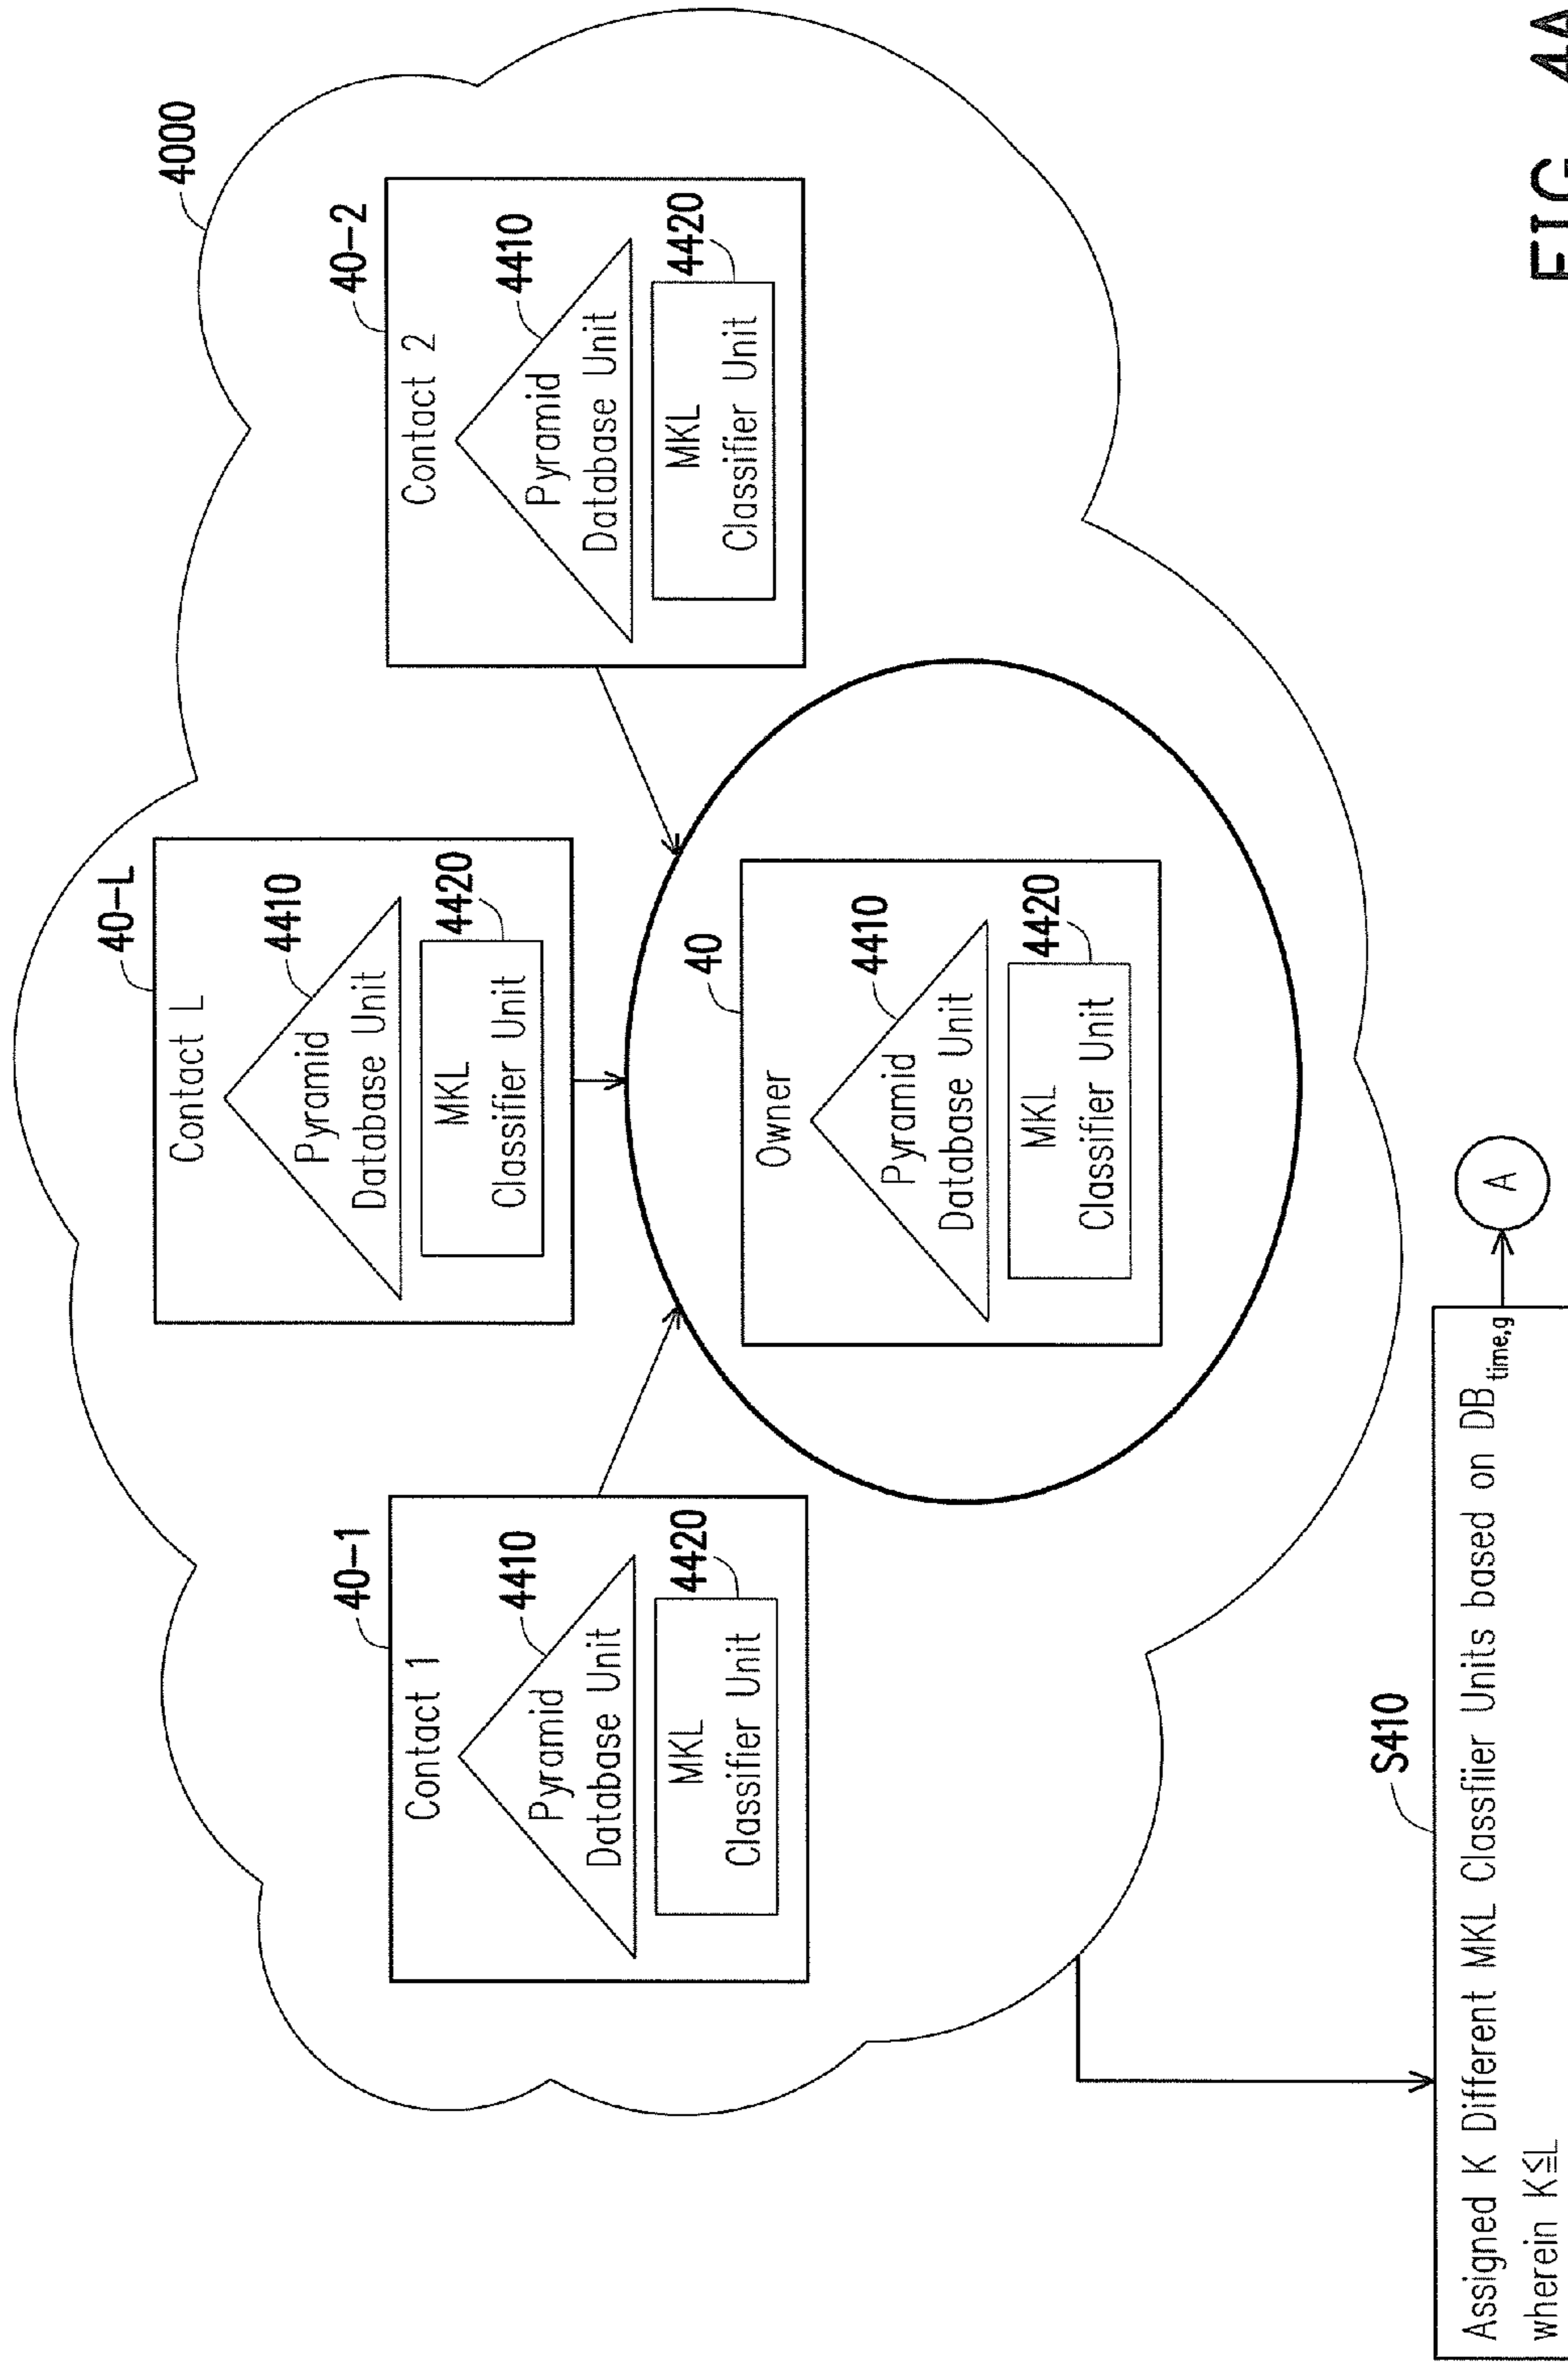 4000
40-L
Contact L
4410
Pyramid
Database Unit
4420
MKL
Classifier Unit
40-1
Contact 1
4410
Pyramid
Database Unit
4420
MKL
Classifier Unit
40-2
Contact 2
4410
Pyramid
Database Unit
4420
MKL
Classifier Unit
40
Owner
4410
Pyramid
Database Unit
4420
MKL
Classifier Unit
S410
Assigned K Different MKL Classfiier Units based on DBtime,g
wherein K≦L
A
FIG. 4A